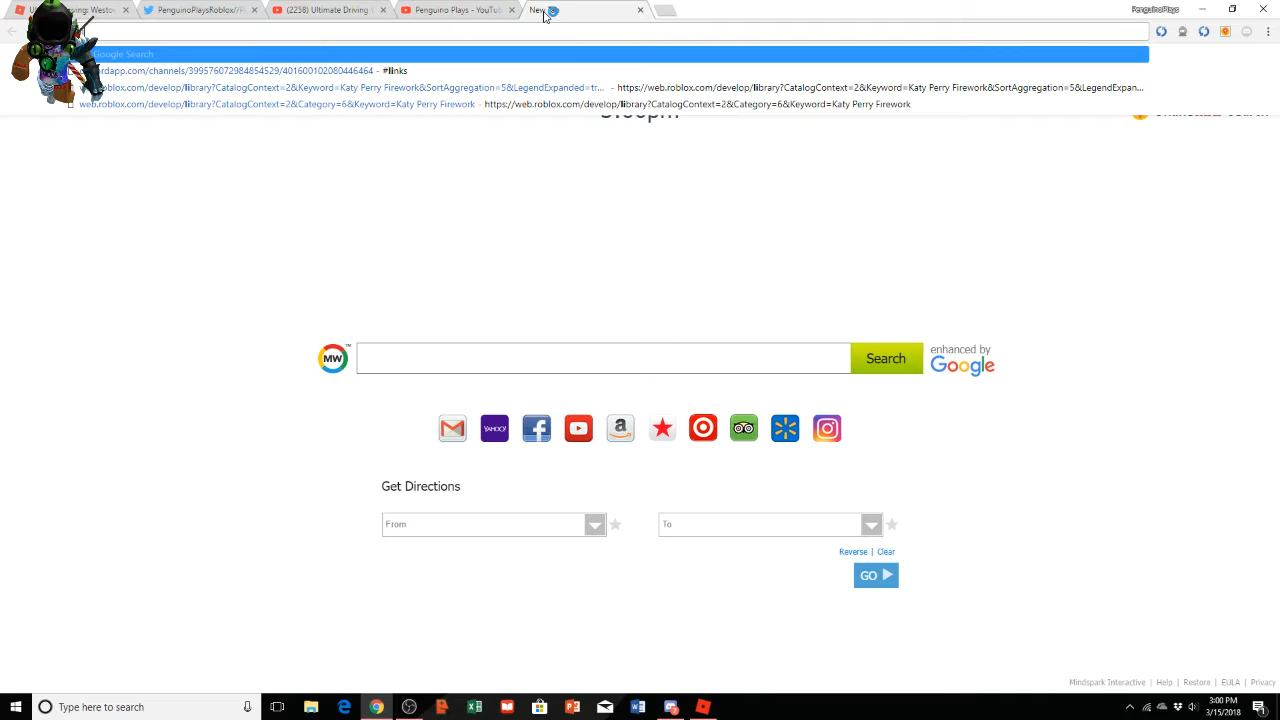 PenguinoPlaysRoblox//P
(2258) Ultimate Driving
Penguino Plays - YouTub
PenguinoPlays
Google Search
ordapp.com/channels/399576072984854529/401600102080446464 - #links
web.roblox.com/develop/library?CatalogContext=2&Keyword=Katy Perry Firework&SortAggregation=5&LegendExpanded=tr... - https://web.roblox.com/develop/library?CatalogContext=2&Keyword=Katy Perry Firework&SortAggregation=5&LegendExpan...
web.roblox.com/develop/library?CatalogContext=2&Category=6&Keyword=Katy Perry Firework - https://web.roblox.com/develop/library?CatalogContext=2&Category=6&Keyword=Katy Perry Firework
MW
Search
enhanced by
Google
YAHOO!
Get Directions
From
To
Reverse | Clear
GO
Mindspark Interactive | Help | Restore | EULA | Privacy
Type here to search
3:00 PM
3/15/2018